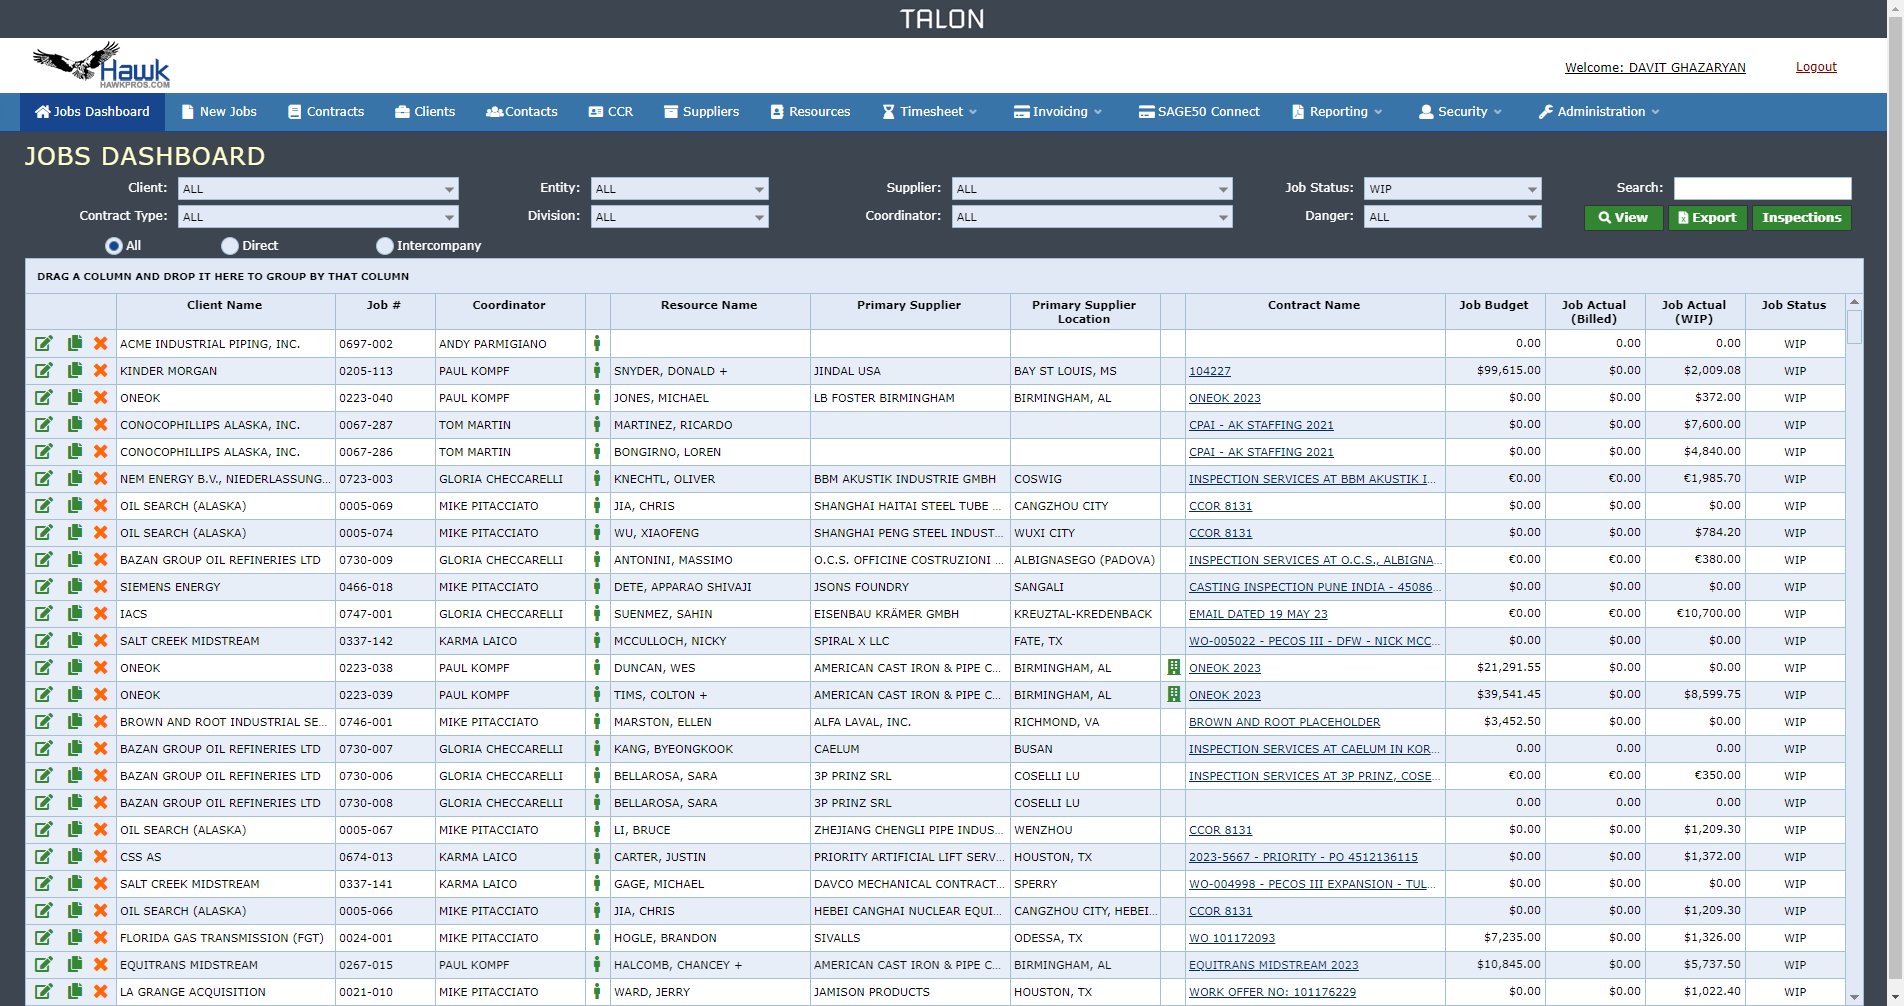 TALON
Hawk
HAWKPROS.COM
Welcome: DAVIT GHAZARYAN Logout
Jobs Dashboard New Jobs Contracts Clients Contacts CCR Suppliers Resources Timesheet Invoicing SAGE50 Connect Reporting Security Administration
JOBS DASHBOARD
Client: ALL Entity: ALL Supplier: ALL Job Status: WIP Search:
Contract Type: ALL Division: ALL Coordinator: ALL Danger: ALL View Export Inspections
All Direct Intercompany
DRAG A COLUMN AND DROP IT HERE TO GROUP BY THAT COLUMN
Client Name Job # Coordinator Resource Name Primary Supplier Primary Supplier Location Contract Name Job Budget Job Actual (Billed) Job Actual (WIP) Job Status
ACME INDUSTRIAL PIPING, INC. 0697-002 ANDY PARMIGIANO 0.00 0.00 0.00 WIP
KINDER MORGAN 0205-113 PAUL KOMPF SNYDER, DONALD + JINDAL USA BAY ST LOUIS, MS 104227 $99,615.00 $0.00 $2,009.08 WIP
ONEOK 0223-040 PAUL KOMPF JONES, MICHAEL LB FOSTER BIRMINGHAM BIRMINGHAM, AL ONEOK 2023 $0.00 $0.00 $372.00 WIP
CONOCOPHILLIPS ALASKA, INC. 0067-287 TOM MARTIN MARTINEZ, RICARDO CPAI - AK STAFFING 2021 $0.00 $0.00 $7,600.00 WIP
CONOCOPHILLIPS ALASKA, INC. 0067-286 TOM MARTIN BONGIRNO, LOREN CPAI - AK STAFFING 2021 $0.00 $0.00 $4,840.00 WIP
NEM ENERGY B.V., NIEDERLASSUNG... 0723-003 GLORIA CHECCARELLI KNECHTL, OLIVER BBM AKUSTIK INDUSTRIE GMBH COSWIG INSPECTION SERVICES AT BBM AKUSTIK I... €0.00 €0.00 €1,985.70 WIP
OIL SEARCH (ALASKA) 0005-069 MIKE PITACCIATO JIA, CHRIS SHANGHAI HAITAI STEEL TUBE ... CANGZHOU CITY CCOR 8131 $0.00 $0.00 $0.00 WIP
OIL SEARCH (ALASKA) 0005-074 MIKE PITACCIATO WU, XIAOFENG SHANGHAI PENG STEEL INDUST... WUXI CITY CCOR 8131 $0.00 $0.00 $784.20 WIP
BAZAN GROUP OIL REFINERIES LTD 0730-009 GLORIA CHECCARELLI ANTONINI, MASSIMO O.C.S. OFFICINE COSTRUZIONI ... ALBIGNASEGO (PADOVA) INSPECTION SERVICES AT O.C.S., ALBIGNA... €0.00 €0.00 €380.00 WIP
SIEMENS ENERGY 0466-018 MIKE PITACCIATO DETE, APPARAO SHIVAJI JSONS FOUNDRY SANGALI CASTING INSPECTION PUNE INDIA - 45086... $0.00 $0.00 $0.00 WIP
IACS 0747-001 GLORIA CHECCARELLI SUENMEZ, SAHIN EISENBAU KRÄMER GMBH KREUZTAL-KREDENBACK EMAIL DATED 19 MAY 23 €0.00 €0.00 €10,700.00 WIP
SALT CREEK MIDSTREAM 0337-142 KARMA LAICO MCCULLOCH, NICKY SPIRAL X LLC FATE, TX WO-005022 - PECOS III - DFW - NICK MCC... $0.00 $0.00 $0.00 WIP
ONEOK 0223-038 PAUL KOMPF DUNCAN, WES AMERICAN CAST IRON & PIPE C... BIRMINGHAM, AL ONEOK 2023 $21,291.55 $0.00 $0.00 WIP
ONEOK 0223-039 PAUL KOMPF TIMS, COLTON + AMERICAN CAST IRON & PIPE C... BIRMINGHAM, AL ONEOK 2023 $39,541.45 $0.00 $8,599.75 WIP
BROWN AND ROOT INDUSTRIAL SE... 0746-001 MIKE PITACCIATO MARSTON, ELLEN ALFA LAVAL, INC. RICHMOND, VA BROWN AND ROOT PLACEHOLDER $3,452.50 $0.00 $0.00 WIP
BAZAN GROUP OIL REFINERIES LTD 0730-007 GLORIA CHECCARELLI KANG, BYEONGKOOK CAELUM BUSAN INSPECTION SERVICES AT CAELUM IN KOR... 0.00 0.00 0.00 WIP
BAZAN GROUP OIL REFINERIES LTD 0730-006 GLORIA CHECCARELLI BELLAROSA, SARA 3P PRINZ SRL COSELLI LU INSPECTION SERVICES AT 3P PRINZ, COSE... €0.00 €0.00 €350.00 WIP
BAZAN GROUP OIL REFINERIES LTD 0730-008 GLORIA CHECCARELLI BELLAROSA, SARA 3P PRINZ SRL COSELLI LU 0.00 0.00 0.00 WIP
OIL SEARCH (ALASKA) 0005-067 MIKE PITACCIATO LI, BRUCE ZHEJIANG CHENGLI PIPE INDUS... WENZHOU CCOR 8131 $0.00 $0.00 $1,209.30 WIP
CSS AS 0674-013 KARMA LAICO CARTER, JUSTIN PRIORITY ARTIFICIAL LIFT SERV... HOUSTON, TX 2023-5667 - PRIORITY - PO 4512136115 $0.00 $0.00 $1,372.00 WIP
SALT CREEK MIDSTREAM 0337-141 KARMA LAICO GAGE, MICHAEL DAVCO MECHANICAL CONTRACT... SPERRY WO-004998 - PECOS III EXPANSION - TUL... $0.00 $0.00 $0.00 WIP
OIL SEARCH (ALASKA) 0005-066 MIKE PITACCIATO JIA, CHRIS HEBEI CANGHAI NUCLEAR EQUI... CANGZHOU CITY, HEBEI... CCOR 8131 $0.00 $0.00 $1,209.30 WIP
FLORIDA GAS TRANSMISSION (FGT) 0024-001 MIKE PITACCIATO HOGLE, BRANDON SIVALLS ODESSA, TX WO 101172093 $7,235.00 $0.00 $1,326.00 WIP
EQUITRANS MIDSTREAM 0267-015 PAUL KOMPF HALCOMB, CHANCEY + AMERICAN CAST IRON & PIPE C... BIRMINGHAM, AL EQUITRANS MIDSTREAM 2023 $10,845.00 $0.00 $5,737.50 WIP
LA GRANGE ACQUISITION 0021-010 MIKE PITACCIATO WARD, JERRY JAMISON PRODUCTS HOUSTON, TX WORK OFFER NO: 101176229 $0.00 $0.00 $1,022.40 WIP